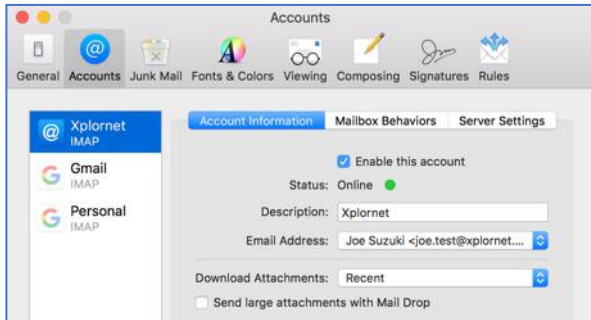 Accounts
General Accounts Junk Mail Fonts & Colors Viewing Composing Signatures Rules
Xplornet
IMAP
Gmail
IMAP
Personal
IMAP
Account Information Mailbox Behaviors Server Settings
Enable this account
Status: Online
Description: Xplornet
Email Address: Joe Suzuki <joe.test@xplornet....
Download Attachments: Recent
Send large attachments with Mail Drop